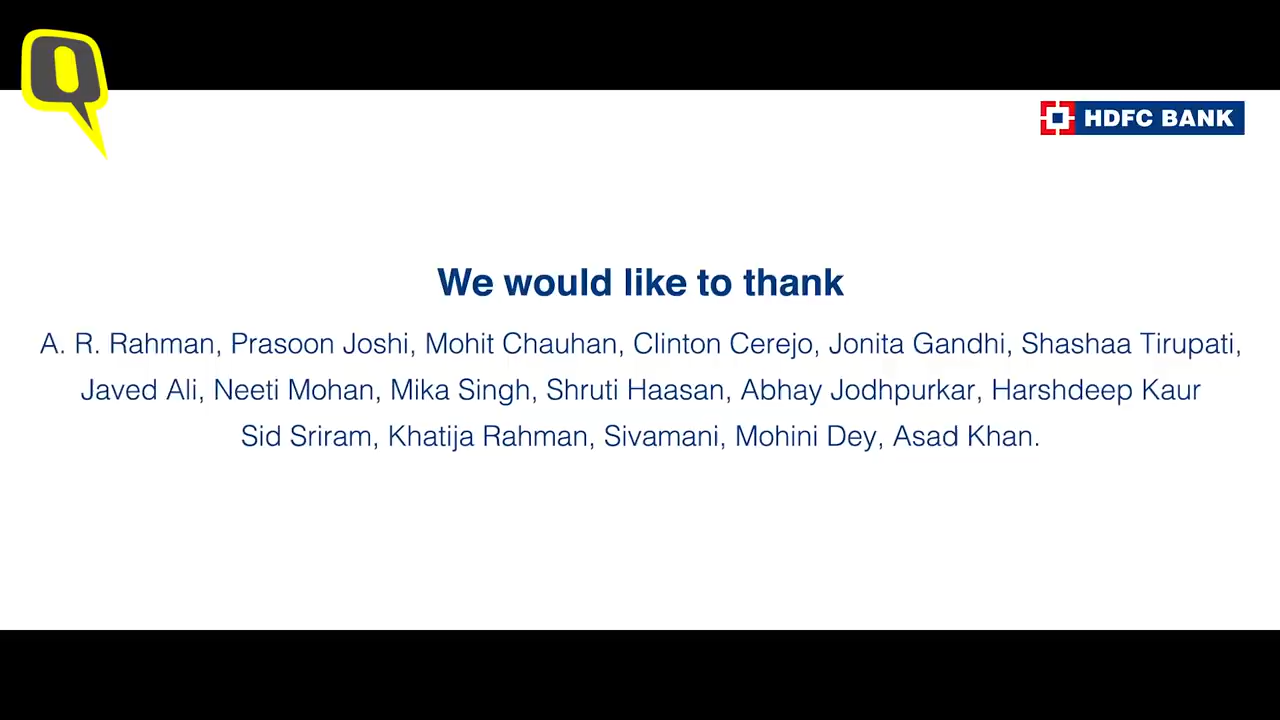 HDFC BANK
We would like to thank
A. R. Rahman, Prasoon Joshi, Mohit Chauhan, Clinton Cerejo, Jonita Gandhi, Shashaa Tirupati,
Javed Ali, Neeti Mohan, Mika Singh, Shruti Haasan, Abhay Jodhpurkar, Harshdeep Kaur
Sid Sriram, Khatija Rahman, Sivamani, Mohini Dey, Asad Khan.